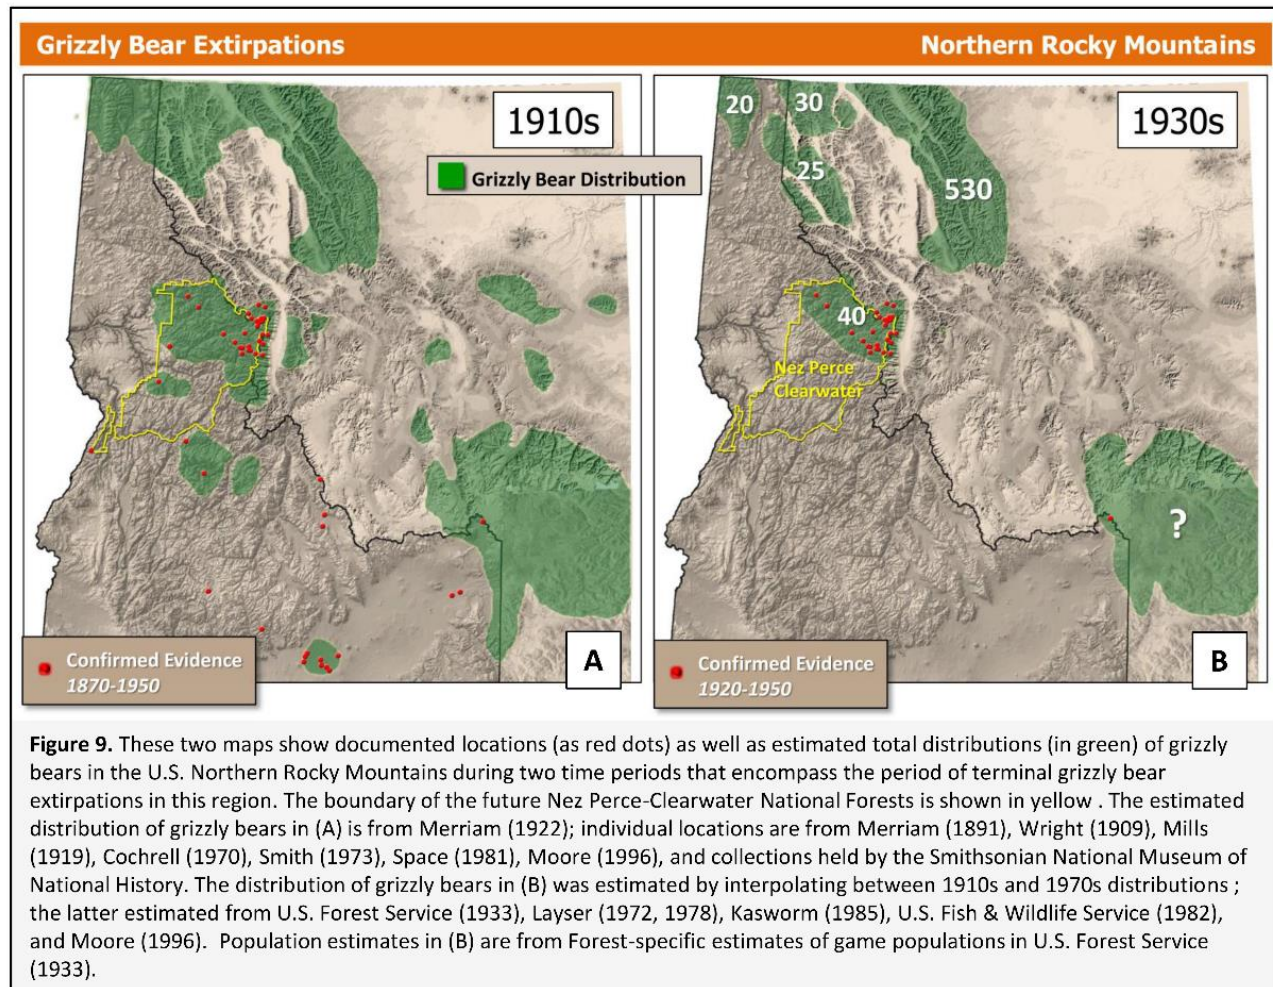 Grizzly Bear Extirpations
Northern Rocky Mountains
1910s
Grizzly Bear Distribution
Confirmed Evidence
1870-1950
A
20
30
1930s
25
530
40
Nez Perce
Clearwater
?
Confirmed Evidence
1920-1950
B
Figure 9. These two maps show documented locations (as red dots) as well as estimated total distributions (in green) of grizzly
bears in the U.S. Northern Rocky Mountains during two time periods that encompass the period of terminal grizzly bear
extirpations in this region. The boundary of the future Nez Perce-Clearwater National Forests is shown in yellow . The estimated
distribution of grizzly bears in (A) is from Merriam (1922); individual locations are from Merriam (1891), Wright (1909), Mills
(1919), Cochrell (1970), Smith (1973), Space (1981), Moore (1996), and collections held by the Smithsonian National Museum of
National History. The distribution of grizzly bears in (B) was estimated by interpolating between 1910s and 1970s distributions ;
the latter estimated from U.S. Forest Service (1933), Layser (1972, 1978), Kasworm (1985), U.S. Fish & Wildlife Service (1982),
and Moore (1996). Population estimates in (B) are from Forest-specific estimates of game populations in U.S. Forest Service
(1933).